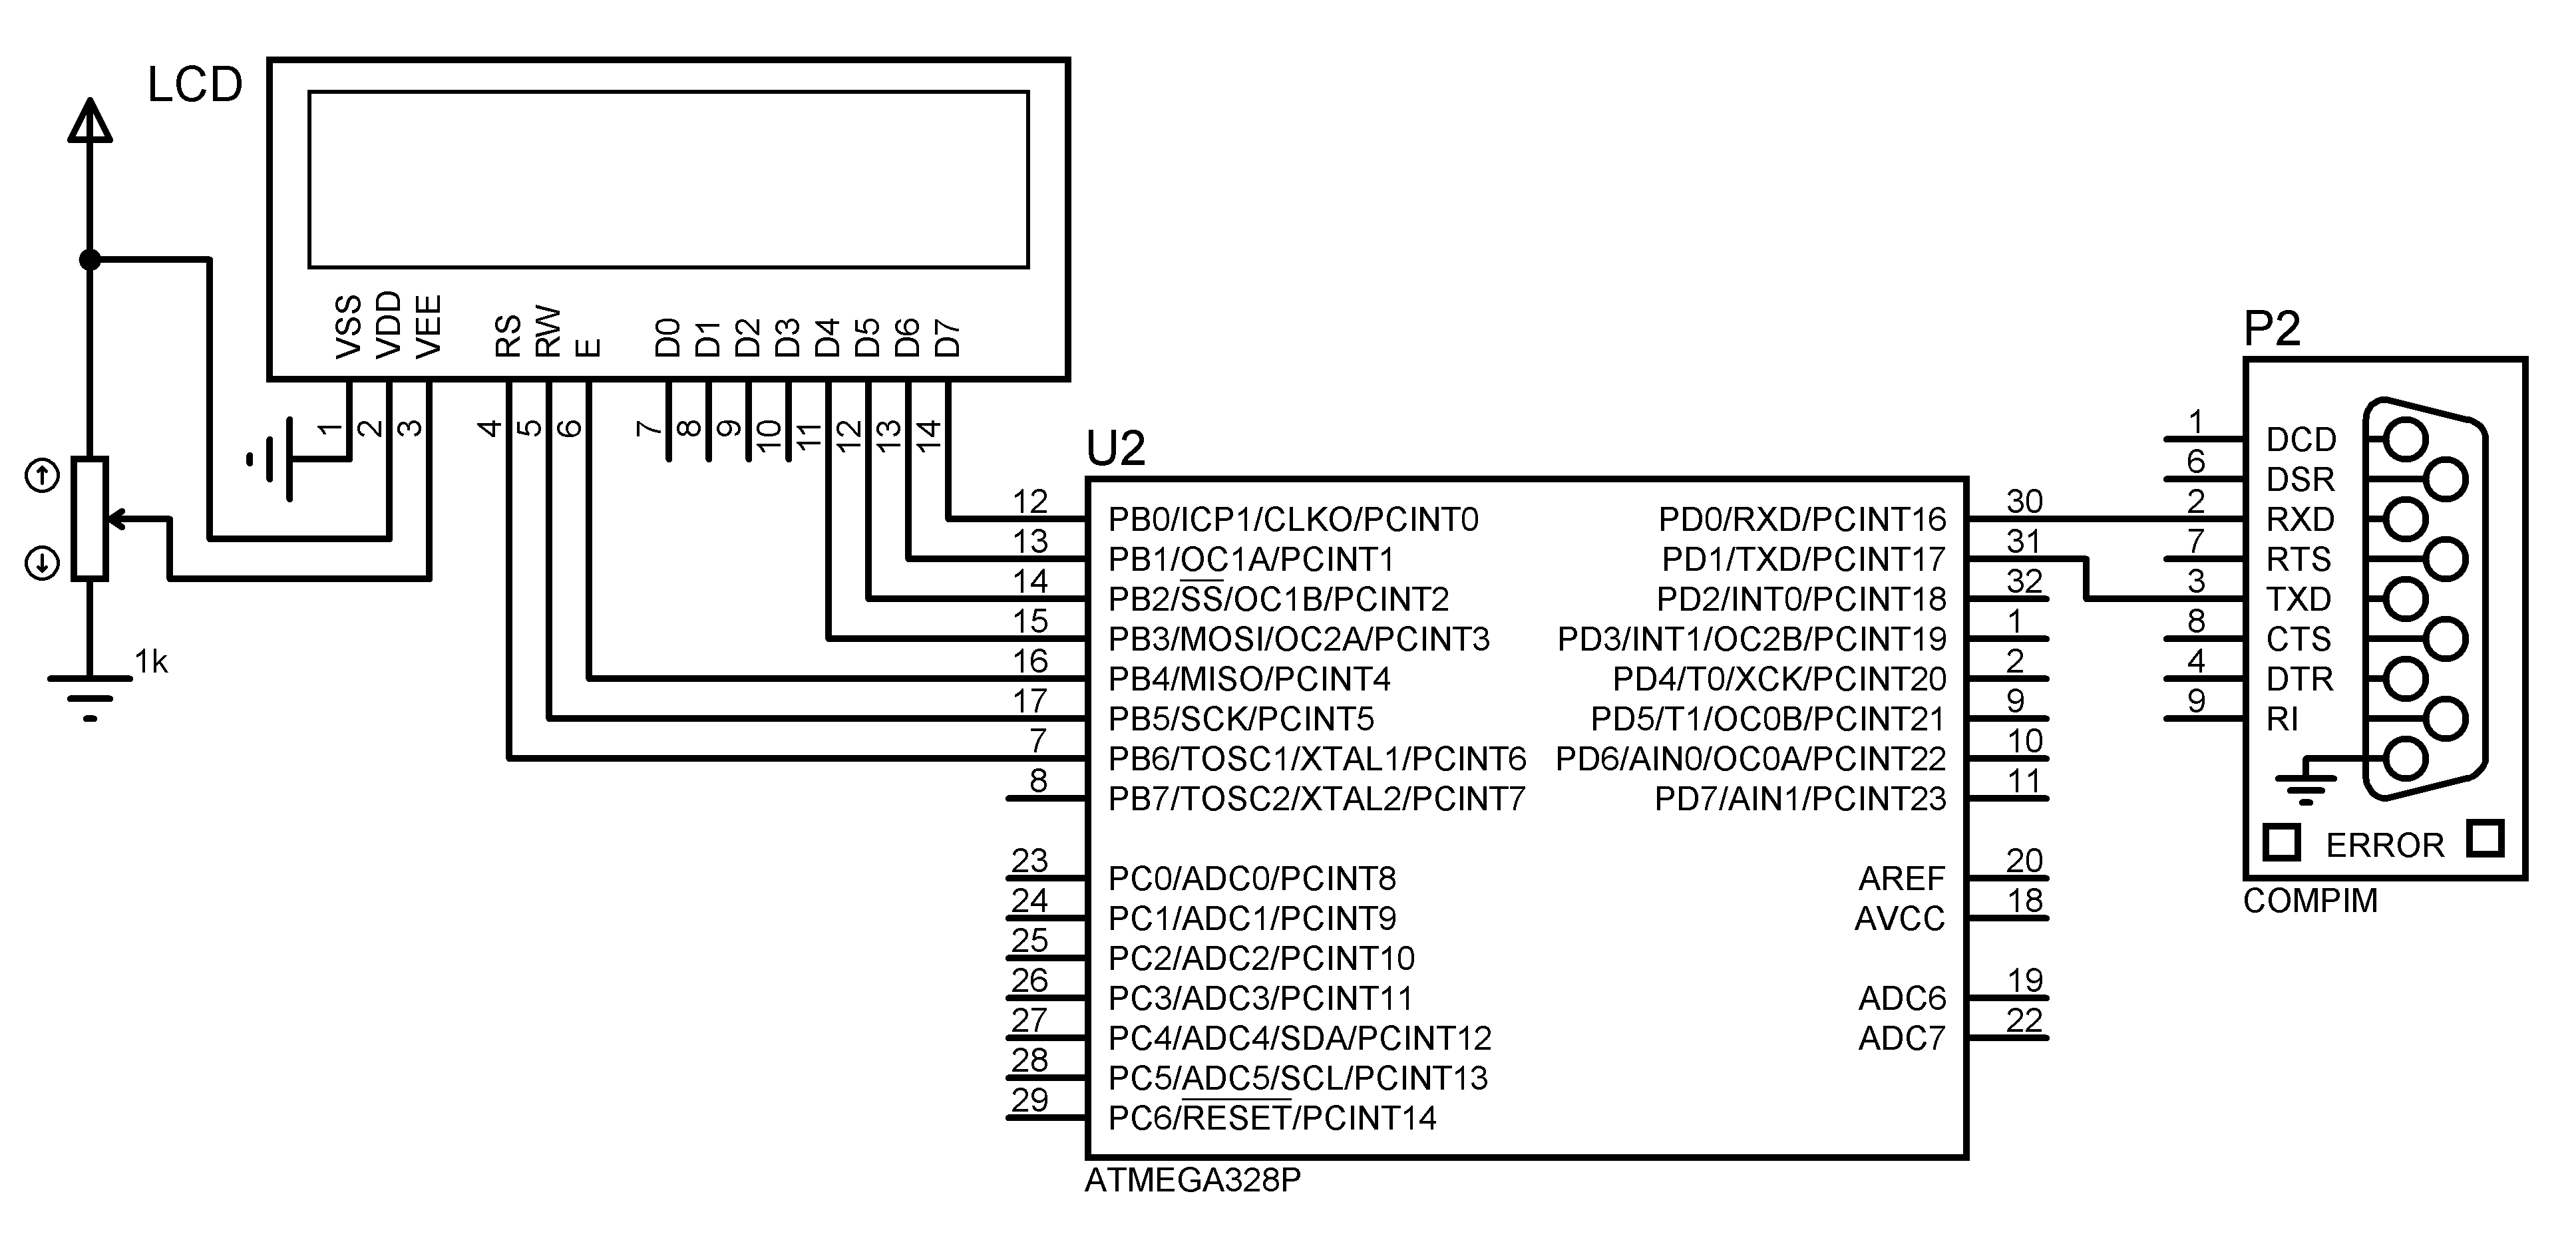 LCD
VSS
VDD
VEE
RS
RW
E
D0
D1
D2
D3
D4
D5
D6
D7
1
2
3
4
5
6
7
8
9
10
11
12
13
14
1k
U2
12 PB0/ICP1/CLKO/PCINT0
13 PB1/OC1A/PCINT1
14 PB2/SS/OC1B/PCINT2
15 PB3/MOSI/OC2A/PCINT3
16 PB4/MISO/PCINT4
17 PB5/SCK/PCINT5
7 PB6/TOSC1/XTAL1/PCINT6
8 PB7/TOSC2/XTAL2/PCINT7
23 PC0/ADC0/PCINT8
24 PC1/ADC1/PCINT9
25 PC2/ADC2/PCINT10
26 PC3/ADC3/PCINT11
27 PC4/ADC4/SDA/PCINT12
28 PC5/ADC5/SCL/PCINT13
29 PC6/RESET/PCINT14
PD0/RXD/PCINT16 30
PD1/TXD/PCINT17 31
PD2/INT0/PCINT18 32
PD3/INT1/OC2B/PCINT19 1
PD4/T0/XCK/PCINT20 2
PD5/T1/OC0B/PCINT21 9
PD6/AIN0/OC0A/PCINT22 10
PD7/AIN1/PCINT23 11
AREF 20
AVCC 18
ADC6 19
ADC7 22
ATMEGA328P
P2
1 DCD
6 DSR
2 RXD
7 RTS
3 TXD
8 CTS
4 DTR
9 RI
ERROR
COMPIM